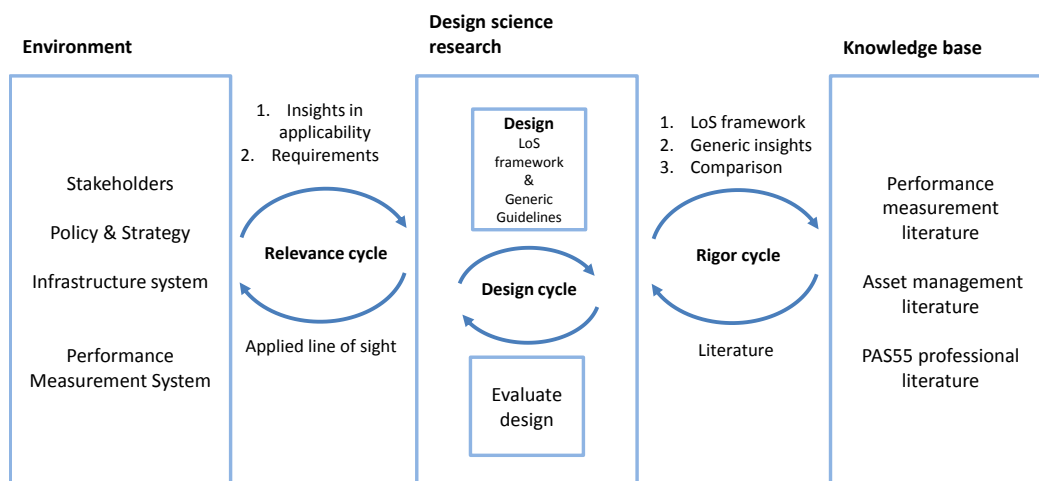 Environment
Stakeholders
Policy & Strategy
Infrastructure system
Performance
Measurement System
1. Insights in
applicability
2. Requirements
Relevance cycle
Applied line of sight
Design science
research
Design
LoS
framework
&
Generic
Guidelines
Design cycle
Evaluate
design
1. LoS framework
2. Generic insights
3. Comparison
Rigor cycle
Literature
Knowledge base
Performance
measurement
literature
Asset management
literature
PAS55 professional
literature